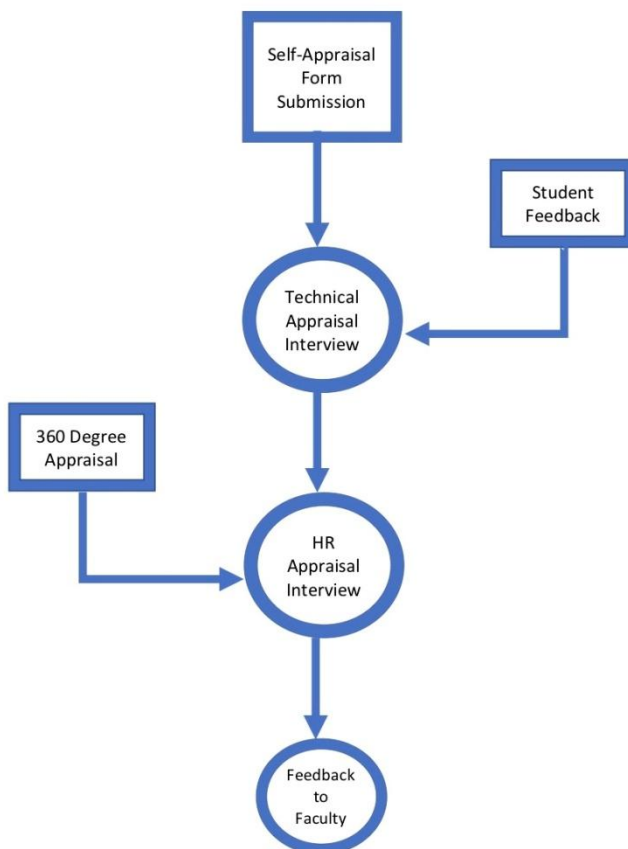 Self-Appraisal
Form
Submission
Student
Feedback
Technical
Appraisal
Interview
360 Degree
Appraisal
HR
Appraisal
Interview
Feedback
to
Faculty